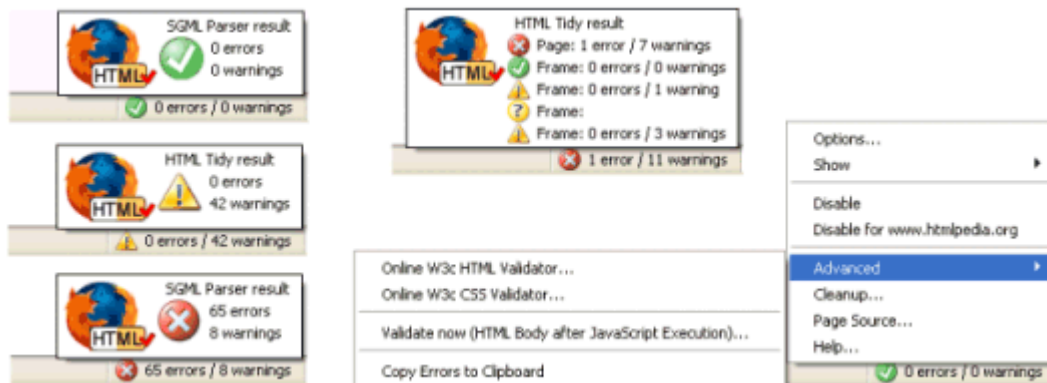 SGML Parser result
0 errors
0 warnings
HTML
0 errors / 0 warnings
HTML Tidy result
0 errors
42 warnings
HTML
0 errors / 42 warnings
SGML Parser result
65 errors
8 warnings
HTML
65 errors / 8 warnings
HTML Tidy result
Page: 1 error / 7 warnings
HTML
Frame: 0 errors / 0 warnings
Frame: 0 errors / 1 warning
Frame:
Frame: 0 errors / 3 warnings
1 error / 11 warnings
Online W3c HTML Validator...
Online W3c CSS Validator...
Validate now (HTML Body after JavaScript Execution)...
Copy Errors to Clipboard
Options...
Show
Disable
Disable for www.htmlpedia.org
Advanced
Cleanup...
Page Source...
Help...
0 errors / 0 warnings